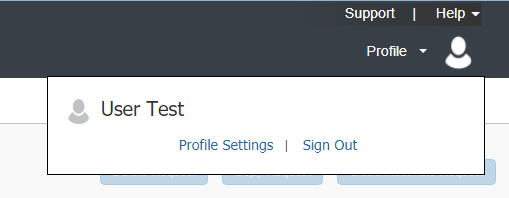 Support | Help
Profile
User Test
Profile Settings | Sign Out